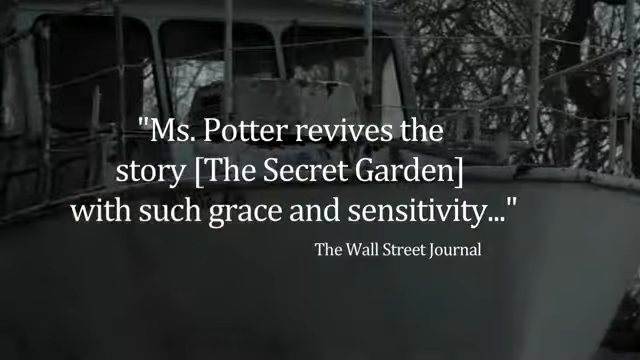 "Ms. Potter revives the
story [The Secret Garden]
with such grace and sensitivity..."
The Wall Street Journal